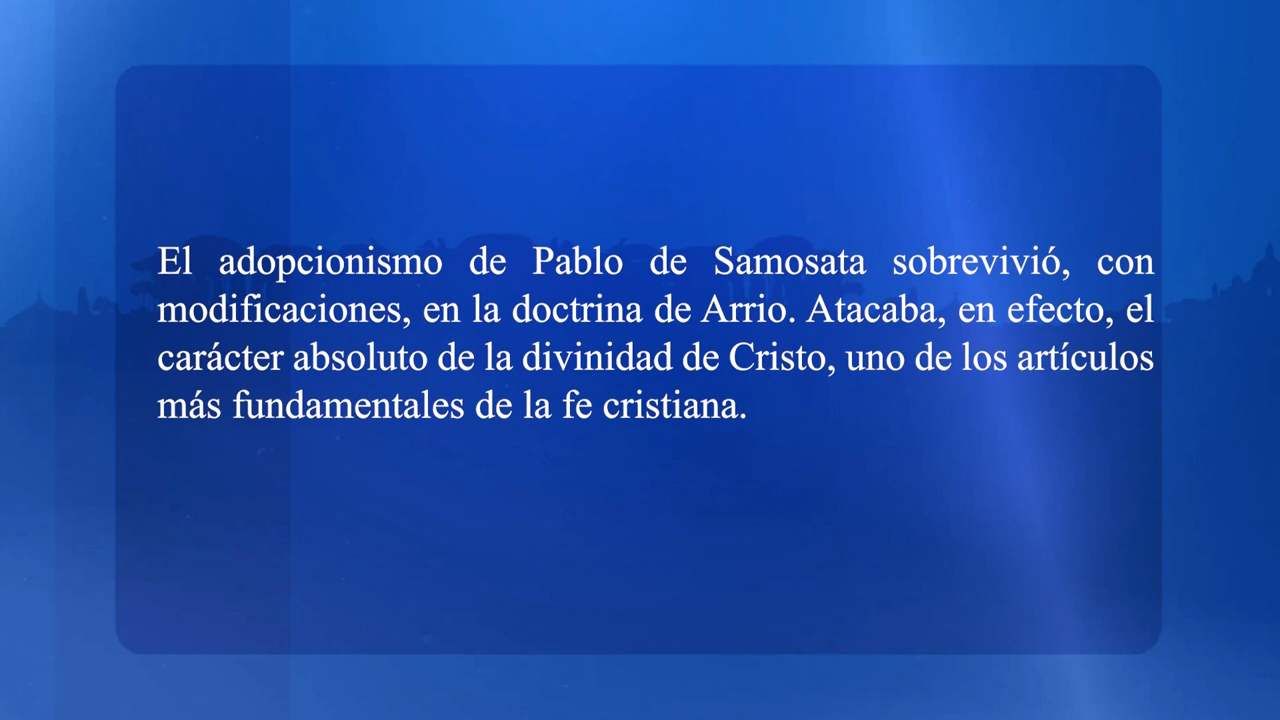 El adopcionismo de Pablo de Samosata sobrevivió, con
modificaciones, en la doctrina de Arrio. Atacaba, en efecto, el
carácter absoluto de la divinidad de Cristo, uno de los artículos
más fundamentales de la fe cristiana.